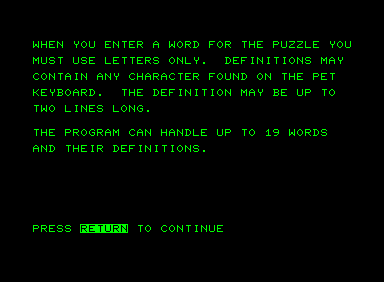 WHEN YOU ENTER A WORD FOR THE PUZZLE YOU
MUST USE LETTERS ONLY.  DEFINITIONS MAY
CONTAIN ANY CHARACTER FOUND ON THE PET
KEYBOARD.  THE DEFINITION MAY BE UP TO
TWO LINES LONG.
THE PROGRAM CAN HANDLE UP TO 19 WORDS
AND THEIR DEFINITIONS.
PRESS RETURN TO CONTINUE